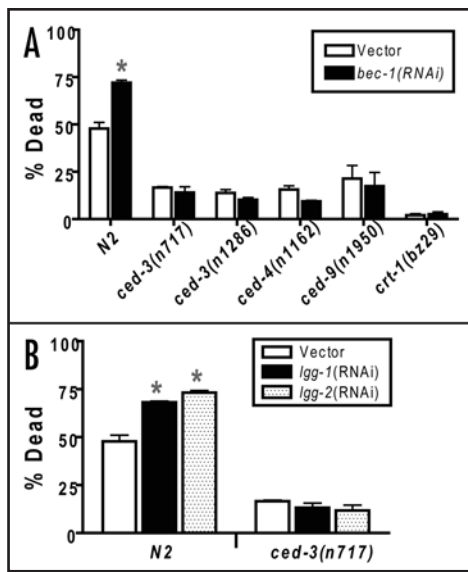 A
Vector
bec-1(RNAi)
*
% Dead
100
75
50
25
0
N2
ced-3(n717)
ced-3(n1286)
ced-4(n1162)
ced-9(n1950)
crt-1(bz29)
B
Vector
lgg-1(RNAi)
lgg-2(RNAi)
*
*
% Dead
100
75
50
25
0
N2
ced-3(n717)